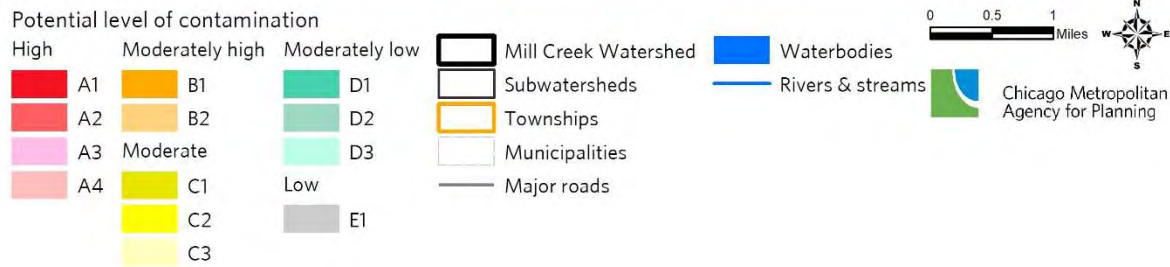 Potential level of contamination
High
A1
A2
A3
A4
Moderately high
B1
B2
Moderate
C1
C2
C3
Moderately low
D1
D2
D3
Low
E1
Mill Creek Watershed
Subwatersheds
Townships
Municipalities
Major roads
Waterbodies
Rivers & streams
0 0.5 1
Miles
N
W E
S
Chicago Metropolitan
Agency for Planning